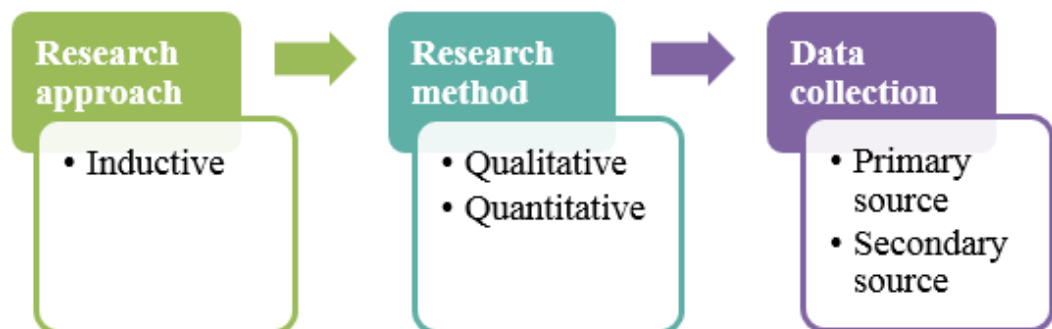 Research
approach
• Inductive
Research
method
• Qualitative
• Quantitative
Data
collection
• Primary
source
• Secondary
source